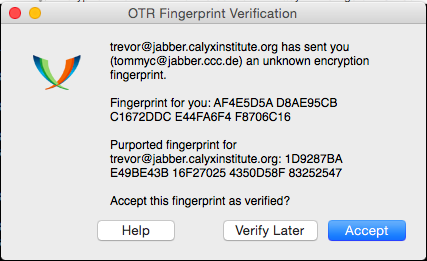 OTR Fingerprint Verification
trevor@jabber.calyxinstitute.org has sent you
(tommyc@jabber.ccc.de) an unknown encryption
fingerprint.
Fingerprint for you: AF4E5D5A D8AE95CB
C1672DDC E44FA6F4 F8706C16
Purported fingerprint for
trevor@jabber.calyxinstitute.org: 1D9287BA
E49BE43B 16F27025 4350D58F 83252547
Accept this fingerprint as verified?
Help
Verify Later
Accept